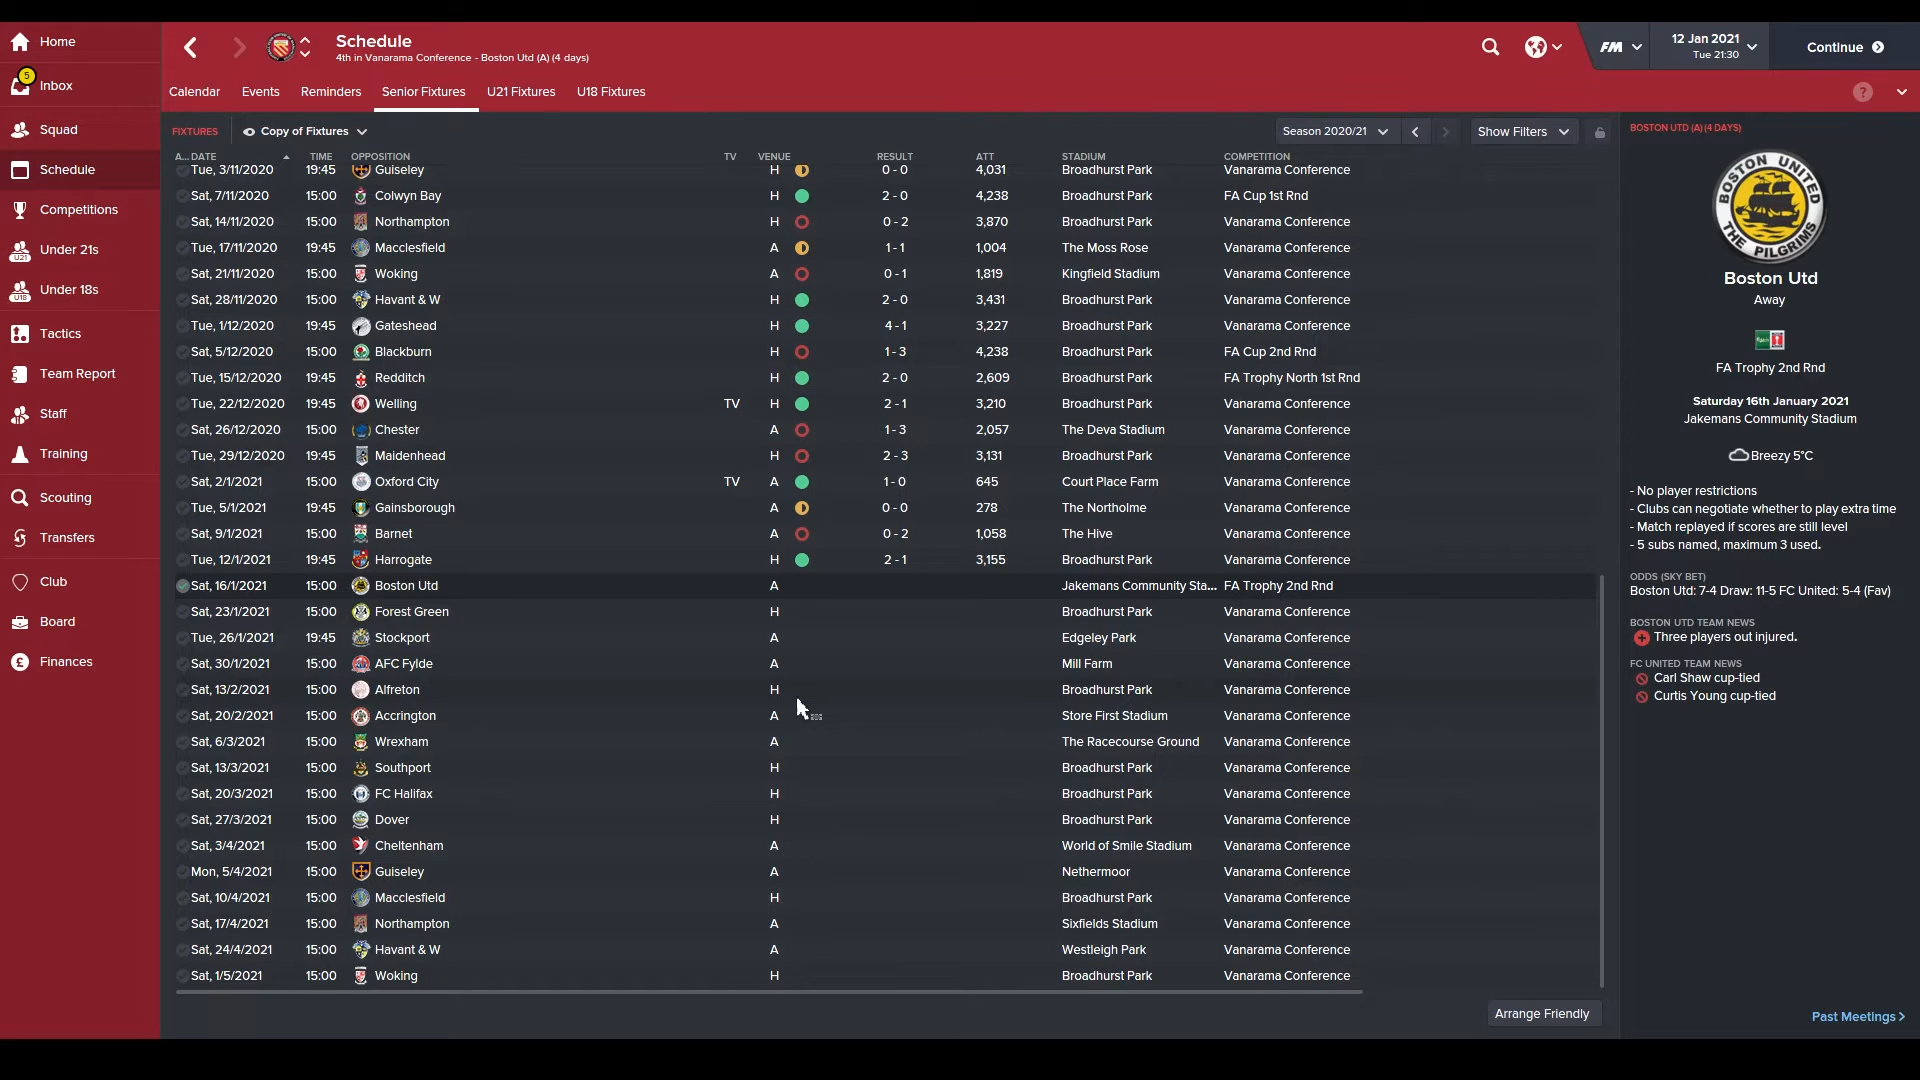 Home
5
Inbox
Squad
Schedule
Competitions
U21
Under 21s
U18
Under 18s
Tactics
Team Report
Staff
Training
Scouting
Transfers
Club
Board
Finances
Schedule
4th in Vanarama Conference - Boston Utd (A) (4 days)
FM
12 Jan 2021
Tue 21:30
Continue
Calendar Events Reminders Senior Fixtures U21 Fixtures U18 Fixtures
?
FIXTURES Copy of Fixtures Season 2020/21 Show Filters
A... DATE TIME OPPOSITION TV VENUE RESULT ATT STADIUM COMPETITION
Tue, 3/11/2020 19:45 Guiseley H 0 - 0 4,031 Broadhurst Park Vanarama Conference
Sat, 7/11/2020 15:00 Colwyn Bay H 2 - 0 4,238 Broadhurst Park FA Cup 1st Rnd
Sat, 14/11/2020 15:00 Northampton H 0 - 2 3,870 Broadhurst Park Vanarama Conference
Tue, 17/11/2020 19:45 Macclesfield A 1 - 1 1,004 The Moss Rose Vanarama Conference
Sat, 21/11/2020 15:00 Woking A 0 - 1 1,819 Kingfield Stadium Vanarama Conference
Sat, 28/11/2020 15:00 Havant & W H 2 - 0 3,431 Broadhurst Park Vanarama Conference
Tue, 1/12/2020 19:45 Gateshead H 4 - 1 3,227 Broadhurst Park Vanarama Conference
Sat, 5/12/2020 15:00 Blackburn H 1 - 3 4,238 Broadhurst Park FA Cup 2nd Rnd
Tue, 15/12/2020 19:45 Redditch H 2 - 0 2,609 Broadhurst Park FA Trophy North 1st Rnd
Tue, 22/12/2020 19:45 Welling TV H 2 - 1 3,210 Broadhurst Park Vanarama Conference
Sat, 26/12/2020 15:00 Chester A 1 - 3 2,057 The Deva Stadium Vanarama Conference
Tue, 29/12/2020 19:45 Maidenhead H 2 - 3 3,131 Broadhurst Park Vanarama Conference
Sat, 2/1/2021 15:00 Oxford City TV A 1 - 0 645 Court Place Farm Vanarama Conference
Tue, 5/1/2021 19:45 Gainsborough A 0 - 0 278 The Northolme Vanarama Conference
Sat, 9/1/2021 15:00 Barnet A 0 - 2 1,058 The Hive Vanarama Conference
Tue, 12/1/2021 19:45 Harrogate H 2 - 1 3,155 Broadhurst Park Vanarama Conference
Sat, 16/1/2021 15:00 Boston Utd A Jakemans Community Sta... FA Trophy 2nd Rnd
Sat, 23/1/2021 15:00 Forest Green H Broadhurst Park Vanarama Conference
Tue, 26/1/2021 19:45 Stockport A Edgeley Park Vanarama Conference
Sat, 30/1/2021 15:00 AFC Fylde A Mill Farm Vanarama Conference
Sat, 13/2/2021 15:00 Alfreton H Broadhurst Park Vanarama Conference
Sat, 20/2/2021 15:00 Accrington A Store First Stadium Vanarama Conference
Sat, 6/3/2021 15:00 Wrexham A The Racecourse Ground Vanarama Conference
Sat, 13/3/2021 15:00 Southport H Broadhurst Park Vanarama Conference
Sat, 20/3/2021 15:00 FC Halifax H Broadhurst Park Vanarama Conference
Sat, 27/3/2021 15:00 Dover H Broadhurst Park Vanarama Conference
Sat, 3/4/2021 15:00 Cheltenham A World of Smile Stadium Vanarama Conference
Mon, 5/4/2021 15:00 Guiseley A Nethermoor Vanarama Conference
Sat, 10/4/2021 15:00 Macclesfield H Broadhurst Park Vanarama Conference
Sat, 17/4/2021 15:00 Northampton A Sixfields Stadium Vanarama Conference
Sat, 24/4/2021 15:00 Havant & W A Westleigh Park Vanarama Conference
Sat, 1/5/2021 15:00 Woking H Broadhurst Park Vanarama Conference
Arrange Friendly
BOSTON UTD (A) (4 DAYS)
BOSTON UNITED
THE PILGRIMS
Boston Utd
Away
FA Trophy 2nd Rnd
Saturday 16th January 2021
Jakemans Community Stadium
Breezy 5°C
- No player restrictions
- Clubs can negotiate whether to play extra time
- Match replayed if scores are still level
- 5 subs named, maximum 3 used.
ODDS (SKY BET)
Boston Utd: 7-4 Draw: 11-5 FC United: 5-4 (Fav)
BOSTON UTD TEAM NEWS
Three players out injured.
FC UNITED TEAM NEWS
Carl Shaw cup-tied
Curtis Young cup-tied
Past Meetings >